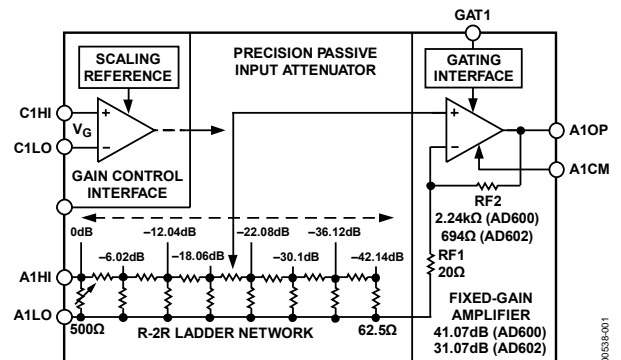 GAT1
SCALING
REFERENCE
PRECISION PASSIVE
INPUT ATTENUATOR
GATING
INTERFACE
C1HI
+
VG
–
C1LO
GAIN CONTROL
INTERFACE
+
–
A1OP
A1CM
RF2
2.24kΩ (AD600)
694Ω (AD602)
RF1
20Ω
0dB
–6.02dB
–12.04dB
–18.06dB
–22.08dB
–30.1dB
–36.12dB
–42.14dB
A1HI
A1LO
500Ω
R-2R LADDER NETWORK
62.5Ω
FIXED-GAIN
AMPLIFIER
41.07dB (AD600)
31.07dB (AD602)
00538-001